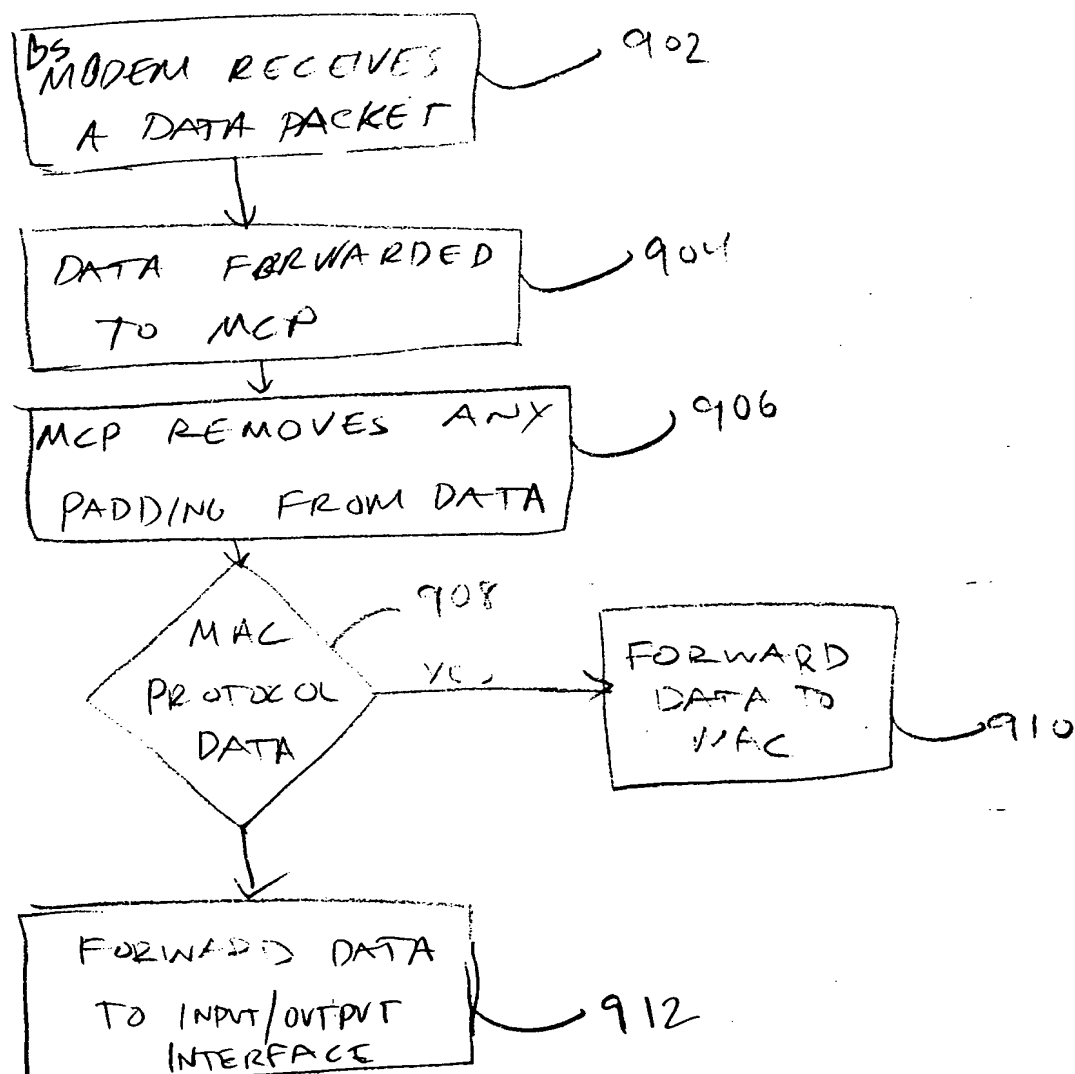 BS
MODEM RECEIVES
A DATA PACKET
902
DATA FORWARDED
TO MCP
904
MCP REMOVES ANY
PADDING FROM DATA
906
MAC
PROTOCOL
DATA
908
FORWARD
DATA TO
MAC
910
FORWARD DATA
TO INPUT/OUTPUT
INTERFACE
912